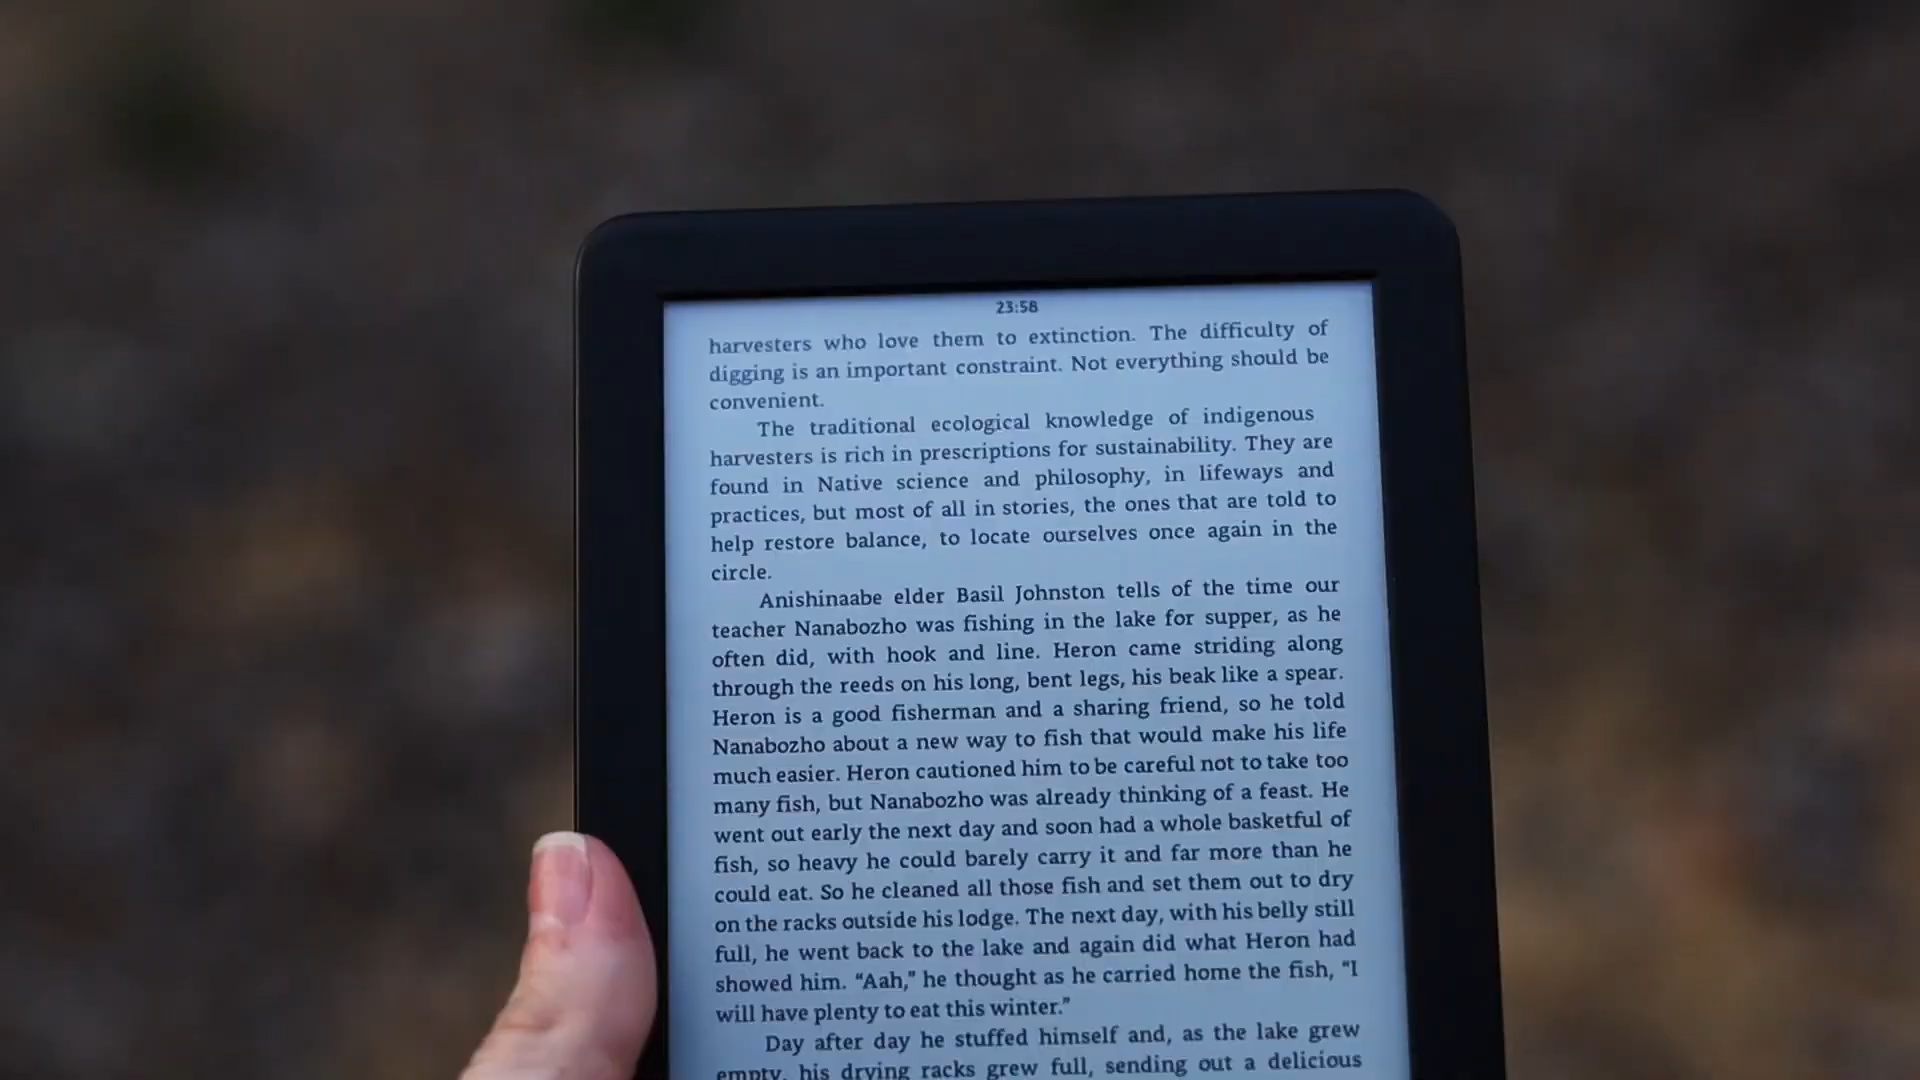 23:58
harvesters who love them to extinction. The difficulty of
digging is an important constraint. Not everything should be
convenient.
The traditional ecological knowledge of indigenous
harvesters is rich in prescriptions for sustainability. They are
found in Native science and philosophy, in lifeways and
practices, but most of all in stories, the ones that are told to
help restore balance, to locate ourselves once again in the
circle.
Anishinaabe elder Basil Johnston tells of the time our
teacher Nanabozho was fishing in the lake for supper, as he
often did, with hook and line. Heron came striding along
through the reeds on his long, bent legs, his beak like a spear.
Heron is a good fisherman and a sharing friend, so he told
Nanabozho about a new way to fish that would make his life
much easier. Heron cautioned him to be careful not to take too
many fish, but Nanabozho was already thinking of a feast. He
went out early the next day and soon had a whole basketful of
fish, so heavy he could barely carry it and far more than he
could eat. So he cleaned all those fish and set them out to dry
on the racks outside his lodge. The next day, with his belly still
full, he went back to the lake and again did what Heron had
showed him. “Aah,” he thought as he carried home the fish, “I
will have plenty to eat this winter.”
Day after day he stuffed himself and, as the lake grew
empty, his drying racks grew full, sending out a delicious